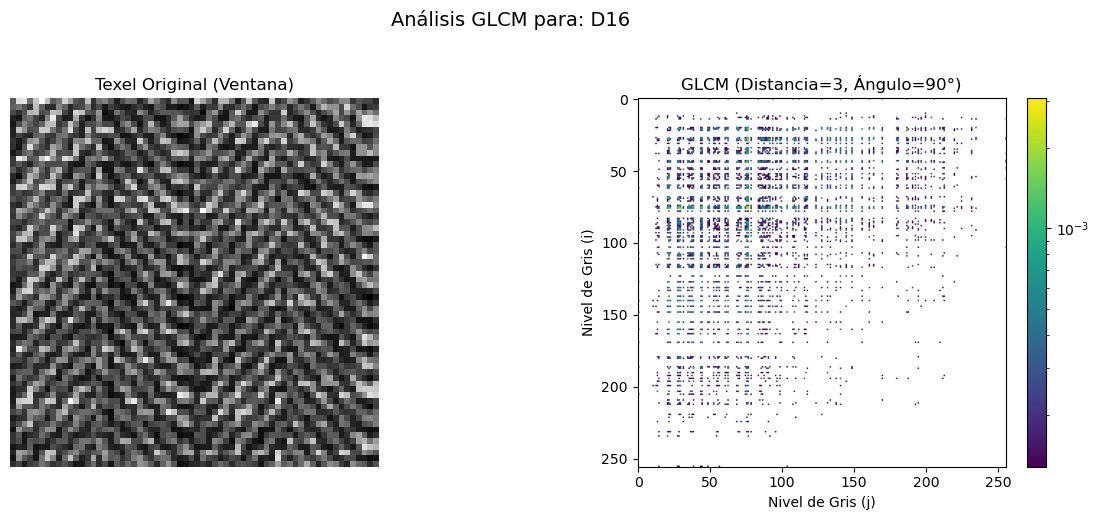 Análisis GLCM para: D16
Texel Original (Ventana)
GLCM (Distancia=3, Ángulo=90°)
0
50
100
150
200
250
Nivel de Gris (i)
0
50
100
150
200
250
Nivel de Gris (j)
10⁻³